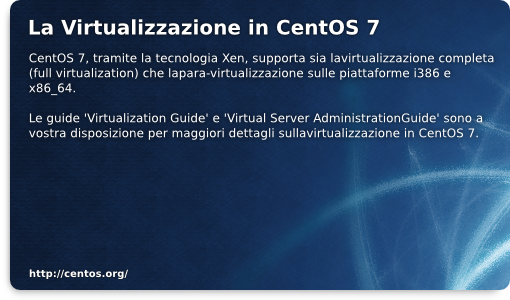 La Virtualizzazione in CentOS 7
CentOS 7, tramite la tecnologia Xen, supporta sia lavirtualizzazione completa
(full virtualization) che lapara-virtualizzazione sulle piattaforme i386 e
x86_64.
Le guide 'Virtualization Guide' e 'Virtual Server AdministrationGuide' sono a
vostra disposizione per maggiori dettagli sullavirtualizzazione in CentOS 7.
http://centos.org/